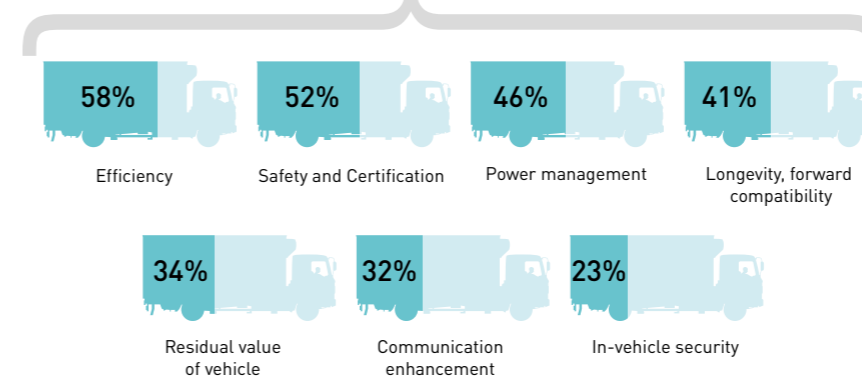 58%
52%
46%
41%
Efficiency
Safety and Certification
Power management
Longevity, forward
compatibility
34%
32%
23%
Residual value
of vehicle
Communication
enhancement
In-vehicle security